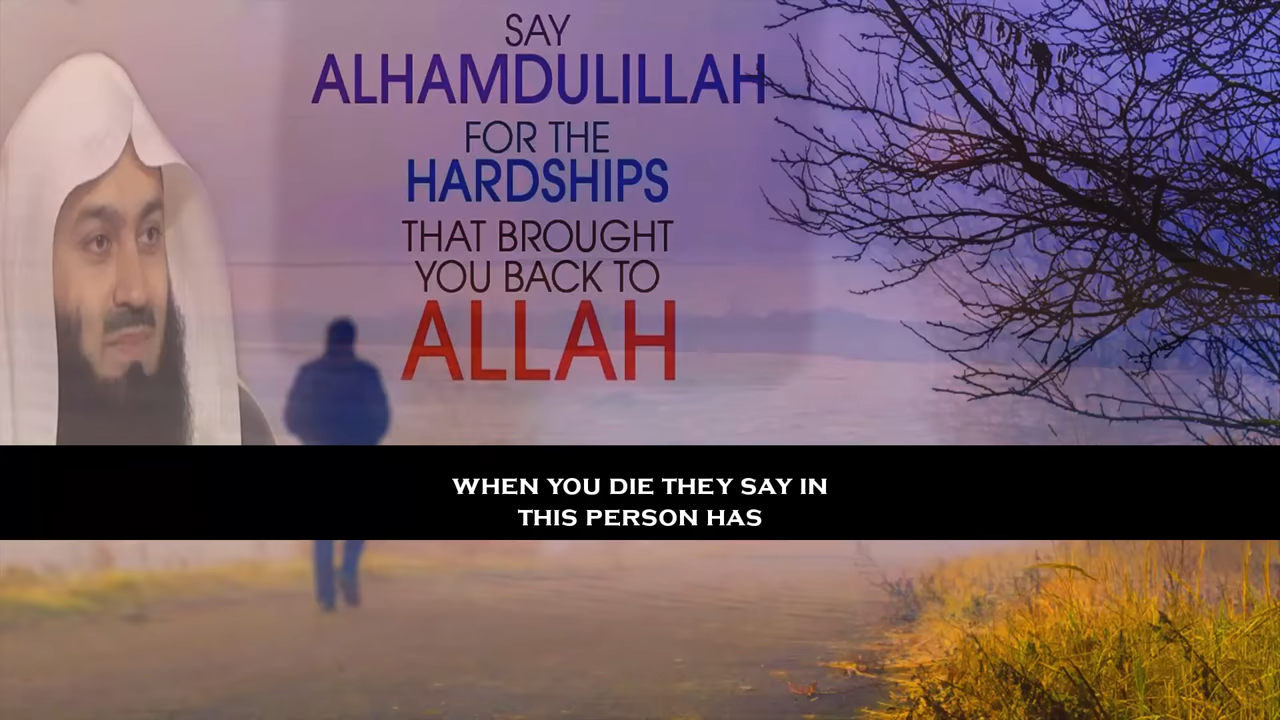 SAY
ALHAMDULILLAH
FOR THE
HARDSHIPS
THAT BROUGHT
YOU BACK TO
ALLAH
WHEN YOU DIE THEY SAY IN
THIS PERSON HAS